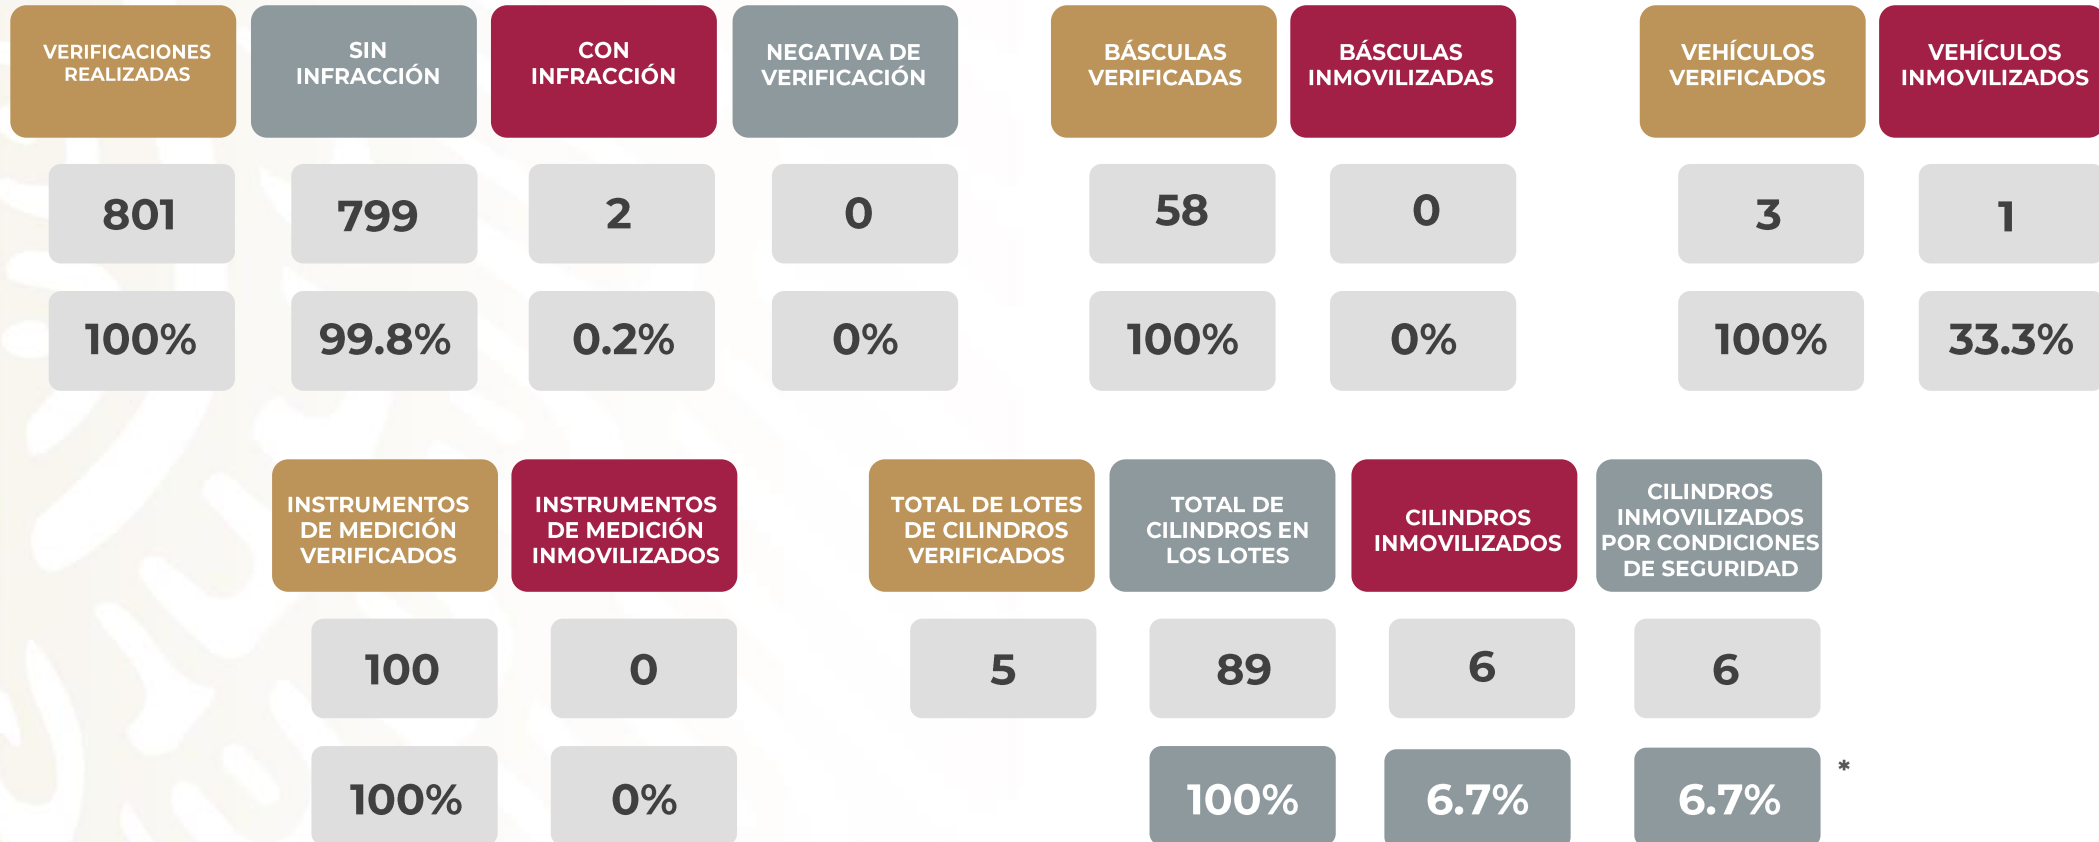 VERIFICACIONES
REALIZADAS
SIN
INFRACCIÓN
CON
INFRACCIÓN
NEGATIVA DE
VERIFICACIÓN
BÁSCULAS
VERIFICADAS
BÁSCULAS
INMOVILIZADAS
VEHÍCULOS
VERIFICADOS
VEHÍCULOS
INMOVILIZADOS
801
799
2
0
58
0
3
1
100%
99.8%
0.2%
0%
100%
0%
100%
33.3%
INSTRUMENTOS
DE MEDICIÓN
VERIFICADOS
INSTRUMENTOS
DE MEDICIÓN
INMOVILIZADOS
TOTAL DE LOTES
DE CILINDROS
VERIFICADOS
TOTAL DE
CILINDROS EN
LOS LOTES
CILINDROS
INMOVILIZADOS
CILINDROS
INMOVILIZADOS
POR CONDICIONES
DE SEGURIDAD
100
0
5
89
6
6
100%
0%
100%
6.7%
6.7%
*